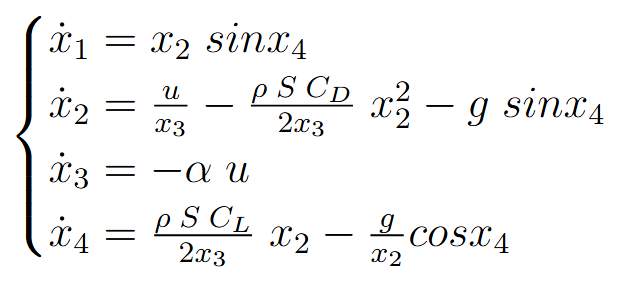 ẋ₁ = x₂ sinx₄
ẋ₂ = u/x₃ − ρ S C_D/2x₃ x₂² − g sinx₄
ẋ₃ = −α u
ẋ₄ = ρ S C_L/2x₃ x₂ − g/x₂ cosx₄